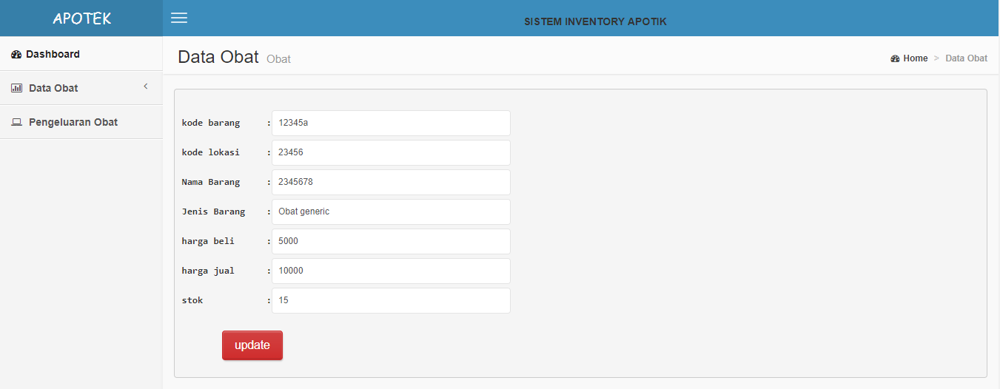 APOTEK
SISTEM INVENTORY APOTIK
Dashboard
Data Obat
Pengeluaran Obat
Data Obat Obat
Home > Data Obat
kode barang : 12345a
kode lokasi : 23456
Nama Barang : 2345678
Jenis Barang : Obat generic
harga beli : 5000
harga jual : 10000
stok : 15
update